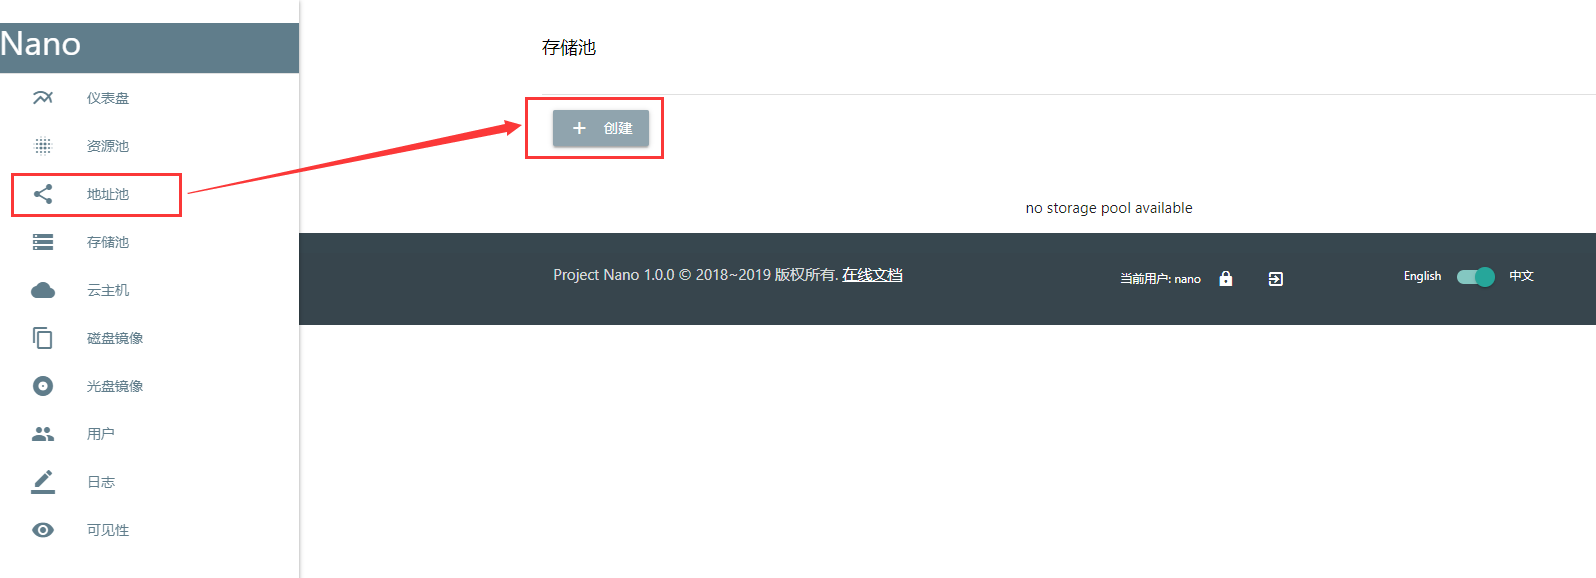 Nano
仪表盘
资源池
地址池
存储池
云主机
磁盘镜像
光盘镜像
用户
日志
可见性
存储池
+ 创建
no storage pool available
Project Nano 1.0.0 © 2018~2019 版权所有. 在线文档
当前用户: nano
English 中文